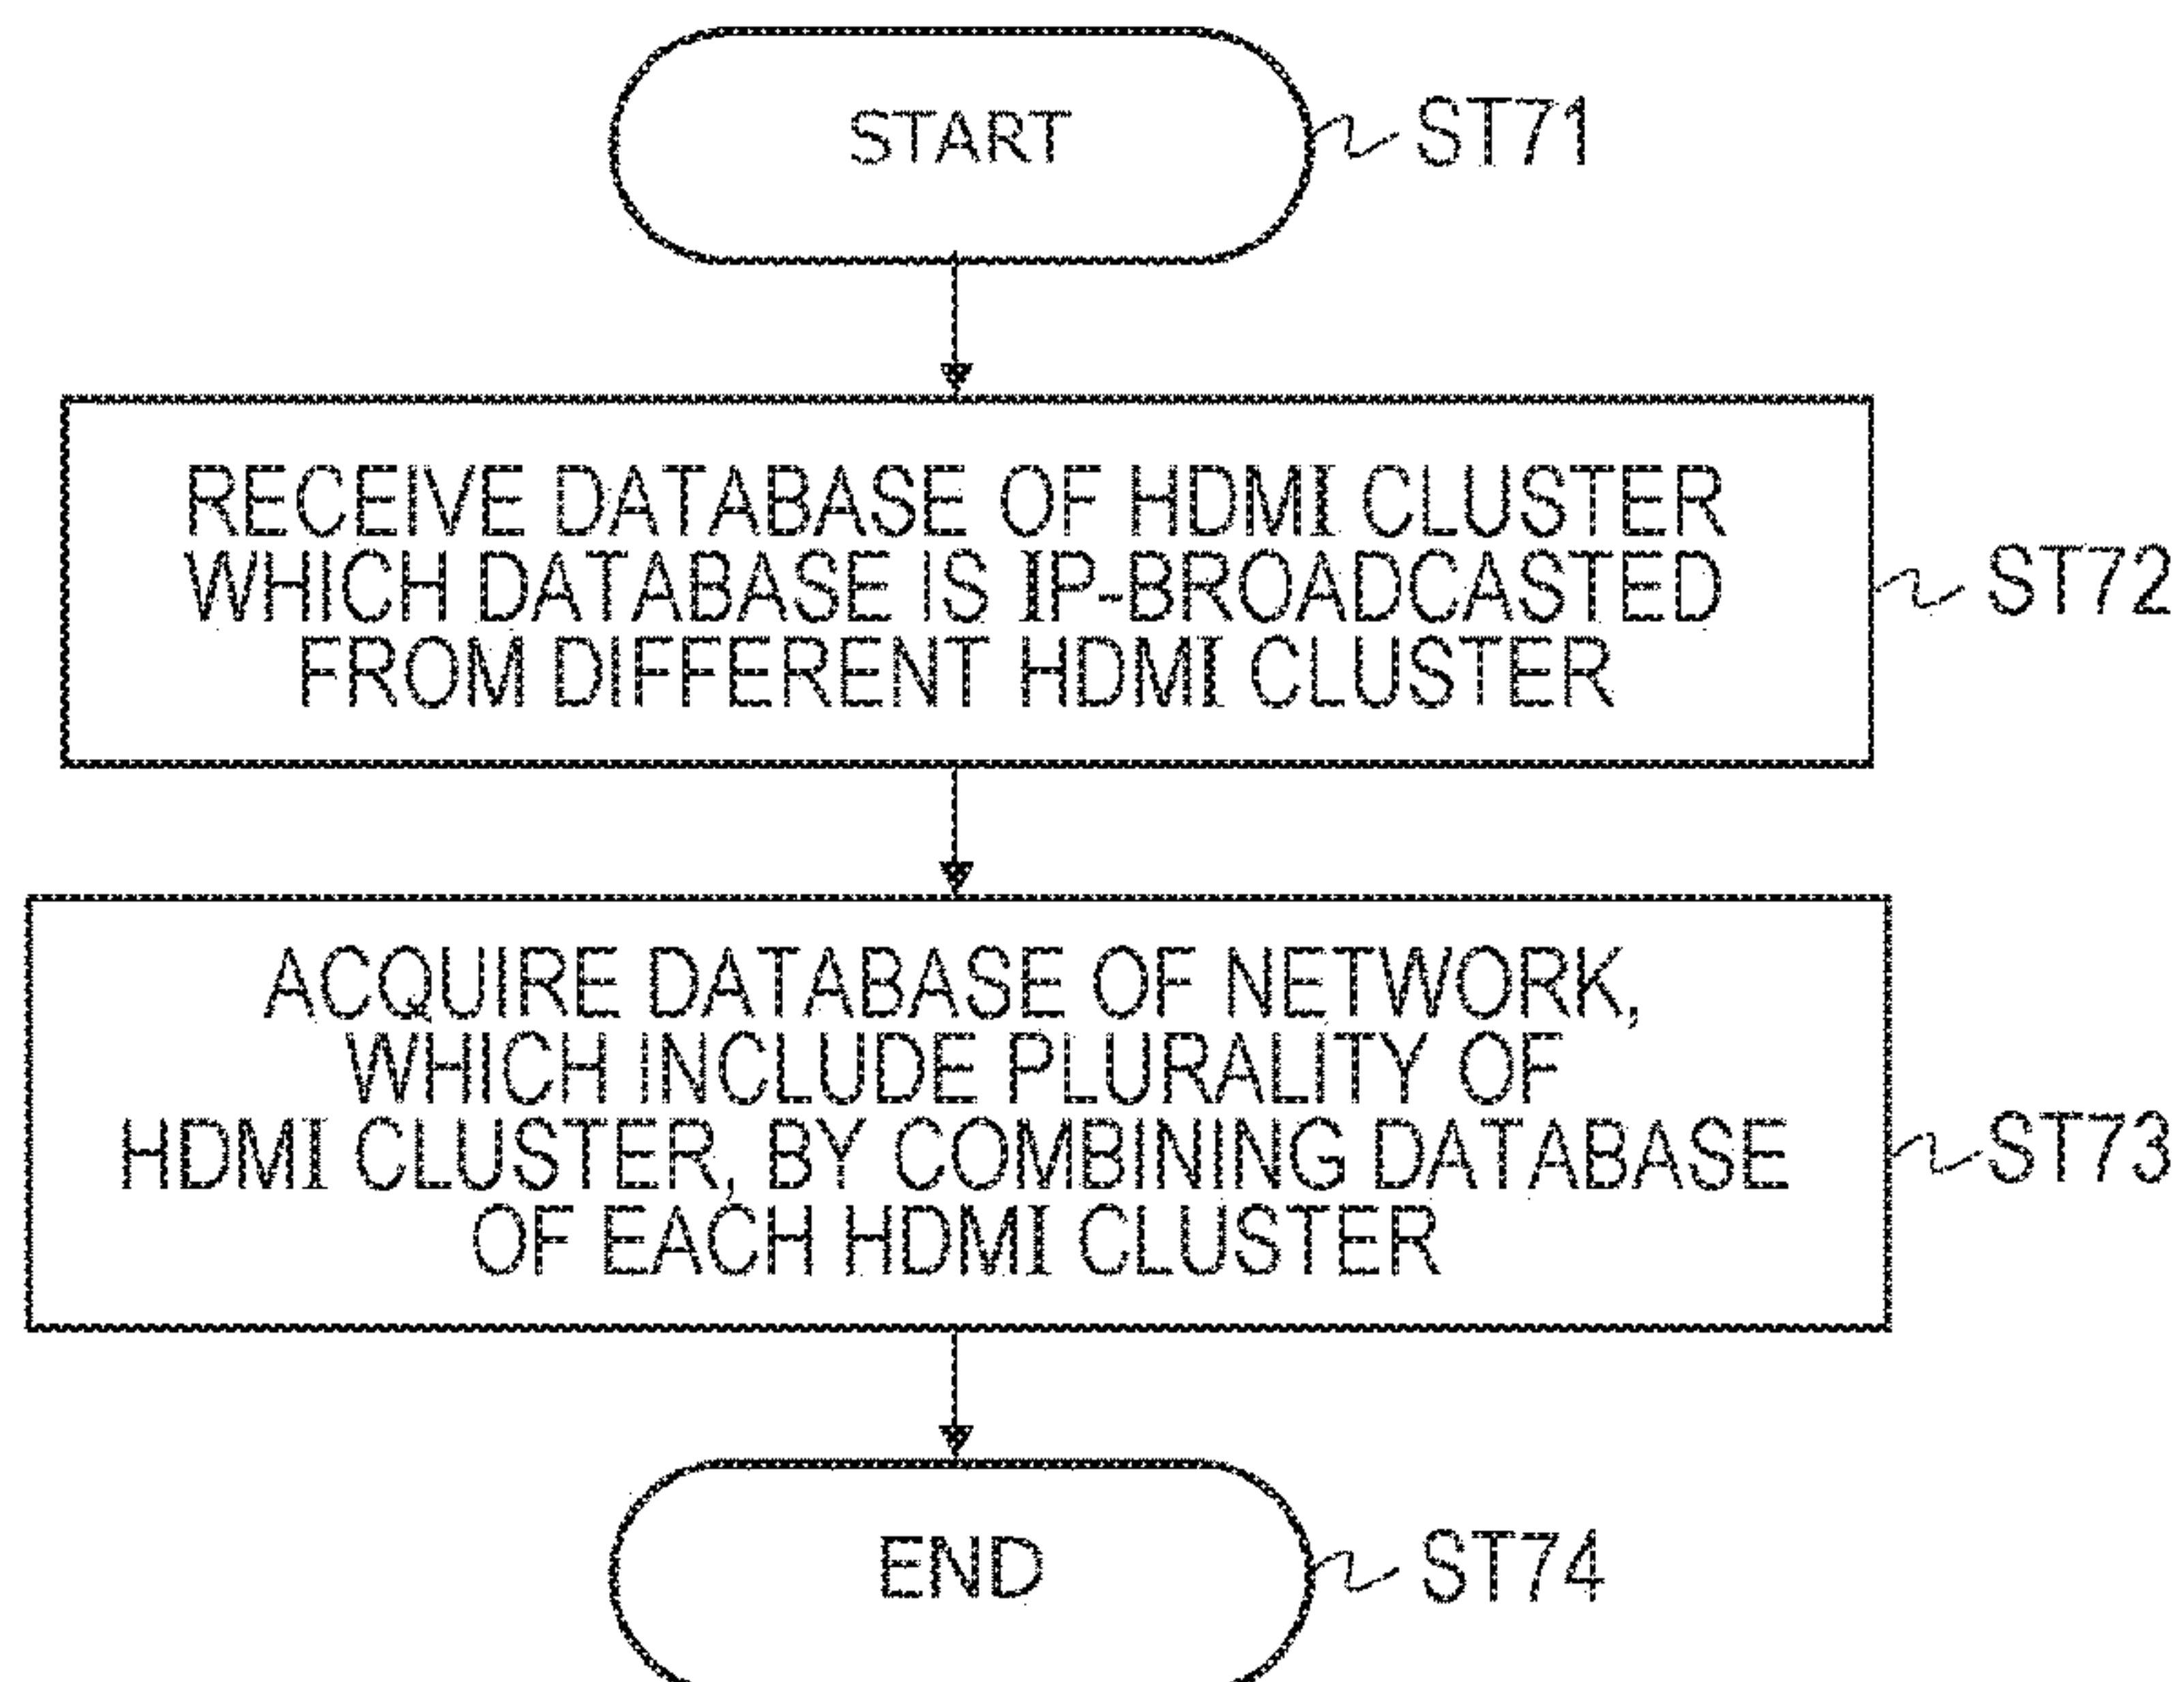 START
ST71
RECEIVE DATABASE OF HDMI CLUSTER
WHICH DATABASE IS IP-BROADCASTED
FROM DIFFERENT HDMI CLUSTER
ST72
ACQUIRE DATABASE OF NETWORK,
WHICH INCLUDE PLURALITY OF
HDMI CLUSTER, BY COMBINING DATABASE
OF EACH HDMI CLUSTER
ST73
END
ST74